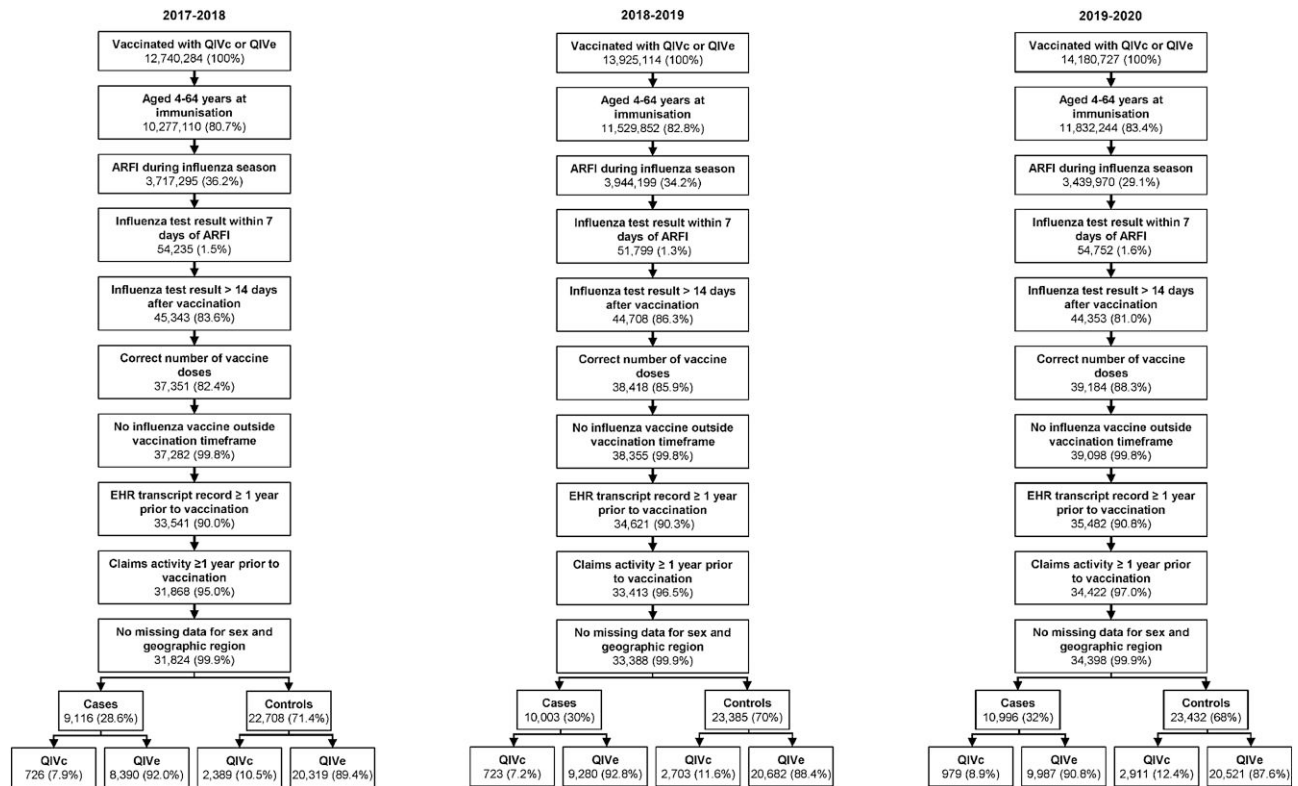 2017-2018
Vaccinated with QIVc or QIVe
12,740,284 (100%)
Aged 4-64 years at
immunisation
10,277,110 (80.7%)
ARFI during influenza season
3,717,295 (36.2%)
Influenza test result within 7
days of ARFI
54,235 (1.5%)
Influenza test result > 14 days
after vaccination
45,343 (83.6%)
Correct number of vaccine
doses
37,351 (82.4%)
No influenza vaccine outside
vaccination timeframe
37,282 (99.8%)
EHR transcript record ≥ 1 year
prior to vaccination
33,541 (90.0%)
Claims activity ≥1 year prior to
vaccination
31,868 (95.0%)
No missing data for sex and
geographic region
31,824 (99.9%)
Cases
9,116 (28.6%)
Controls
22,708 (71.4%)
QIVc
726 (7.9%)
QIVe
8,390 (92.0%)
QIVc
2,389 (10.5%)
QIVe
20,319 (89.4%)
2018-2019
Vaccinated with QIVc or QIVe
13,925,114 (100%)
Aged 4-64 years at
immunisation
11,529,852 (82.8%)
ARFI during influenza season
3,944,199 (34.2%)
Influenza test result within 7
days of ARFI
51,799 (1.3%)
Influenza test result > 14 days
after vaccination
44,708 (86.3%)
Correct number of vaccine
doses
38,418 (85.9%)
No influenza vaccine outside
vaccination timeframe
38,355 (99.8%)
EHR transcript record ≥ 1 year
prior to vaccination
34,621 (90.3%)
Claims activity ≥ 1 year prior
to vaccination
33,413 (96.5%)
No missing data for sex and
geographic region
33,388 (99.9%)
Cases
10,003 (30%)
Controls
23,385 (70%)
QIVc
723 (7.2%)
QIVe
9,280 (92.8%)
QIVc
2,703 (11.6%)
QIVe
20,682 (88.4%)
2019-2020
Vaccinated with QIVc or QIVe
14,180,727 (100%)
Aged 4-64 years at
immunisation
11,832,244 (83.4%)
ARFI during influenza season
3,439,970 (29.1%)
Influenza test result within 7
days of ARFI
54,752 (1.6%)
Influenza test result > 14 days
after vaccination
44,353 (81.0%)
Correct number of vaccine
doses
39,184 (88.3%)
No influenza vaccine outside
vaccination timeframe
39,098 (99.8%)
EHR transcript record ≥ 1 year
prior to vaccination
35,482 (90.8%)
Claims activity ≥ 1 year prior
to vaccination
34,422 (97.0%)
No missing data for sex and
geographic region
34,398 (99.9%)
Cases
10,996 (32%)
Controls
23,432 (68%)
QIVc
979 (8.9%)
QIVe
9,987 (90.8%)
QIVc
2,911 (12.4%)
QIVe
20,521 (87.6%)